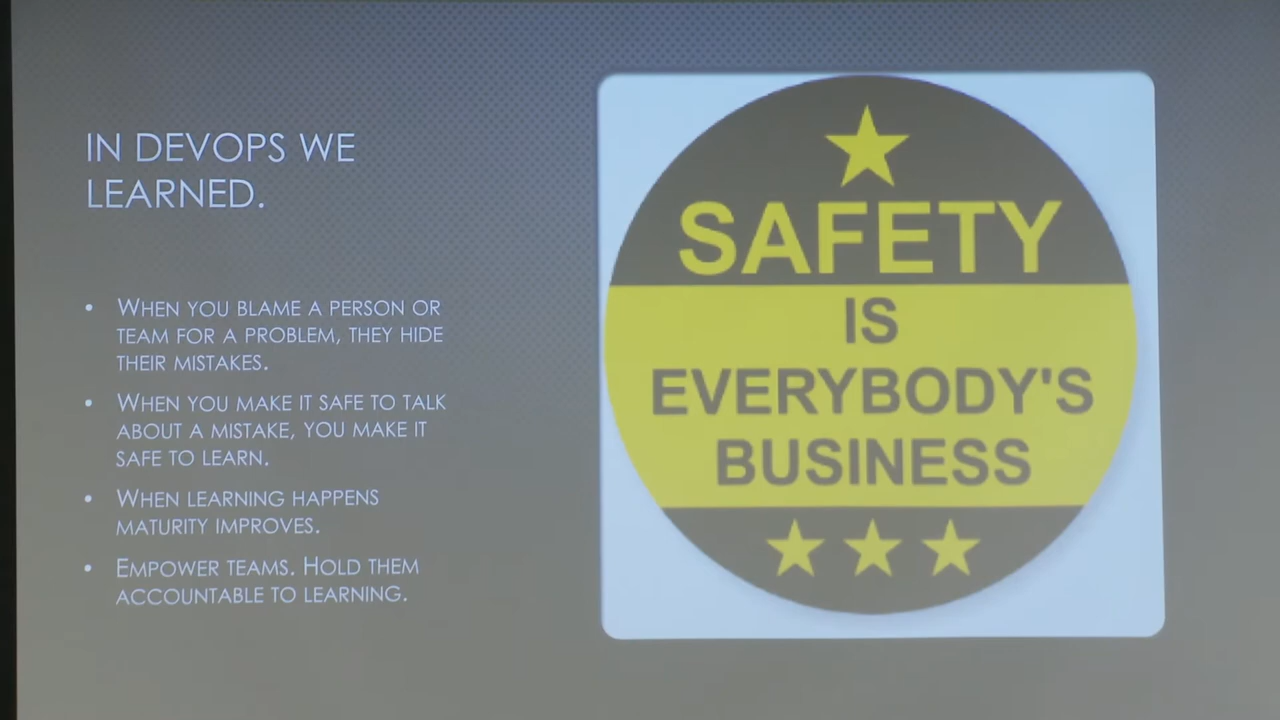 IN DEVOPS WE
LEARNED.
• WHEN YOU BLAME A PERSON OR
TEAM FOR A PROBLEM, THEY HIDE
THEIR MISTAKES.
• WHEN YOU MAKE IT SAFE TO TALK
ABOUT A MISTAKE, YOU MAKE IT
SAFE TO LEARN.
• WHEN LEARNING HAPPENS
MATURITY IMPROVES.
• EMPOWER TEAMS. HOLD THEM
ACCOUNTABLE TO LEARNING.
SAFETY
IS
EVERYBODY'S
BUSINESS